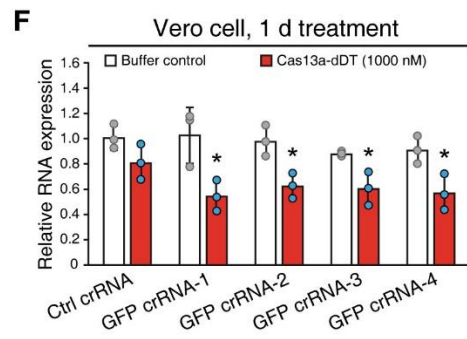 F
Vero cell, 1 d treatment
Buffer control Cas13a-dDT (1000 nM)
Relative RNA expression
1.6
1.4
1.2
1.0
0.8
0.6
0.4
0.2
0
* * * *
Ctrl crRNA
GFP crRNA-1
GFP crRNA-2
GFP crRNA-3
GFP crRNA-4